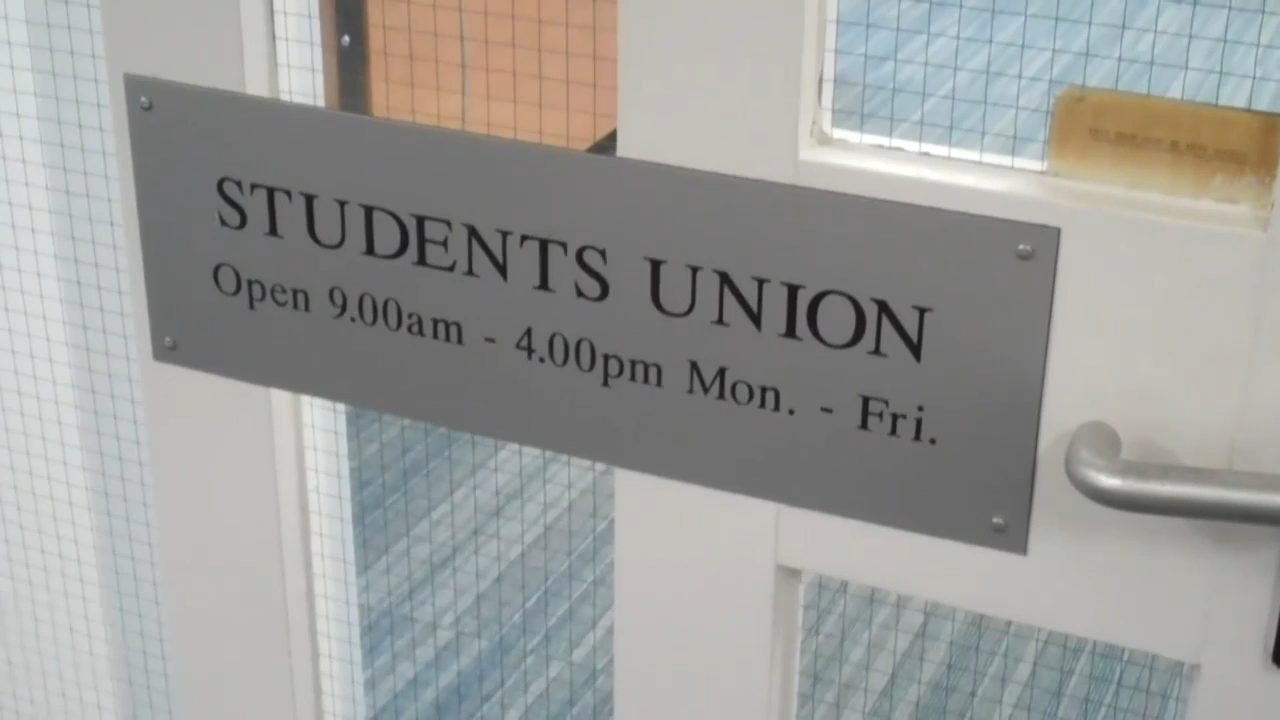 STUDENTS UNION
Open 9.00am - 4.00pm Mon. - Fri.